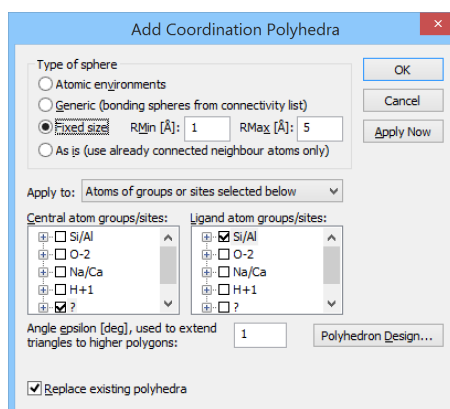 Add Coordination Polyhedra
×
Type of sphere
Atomic environments
Generic (bonding spheres from connectivity list)
Fixed size RMin [Å]: 1 RMax [Å]: 5
As is (use already connected neighbour atoms only)
OK
Cancel
Apply Now
Apply to: Atoms of groups or sites selected below
Central atom groups/sites: Ligand atom groups/sites:
Si/Al Si/Al
O-2 O-2
Na/Ca Na/Ca
H+1 H+1
? ?
Angle epsilon [deg], used to extend
triangles to higher polygons: 1 Polyhedron Design...
Replace existing polyhedra